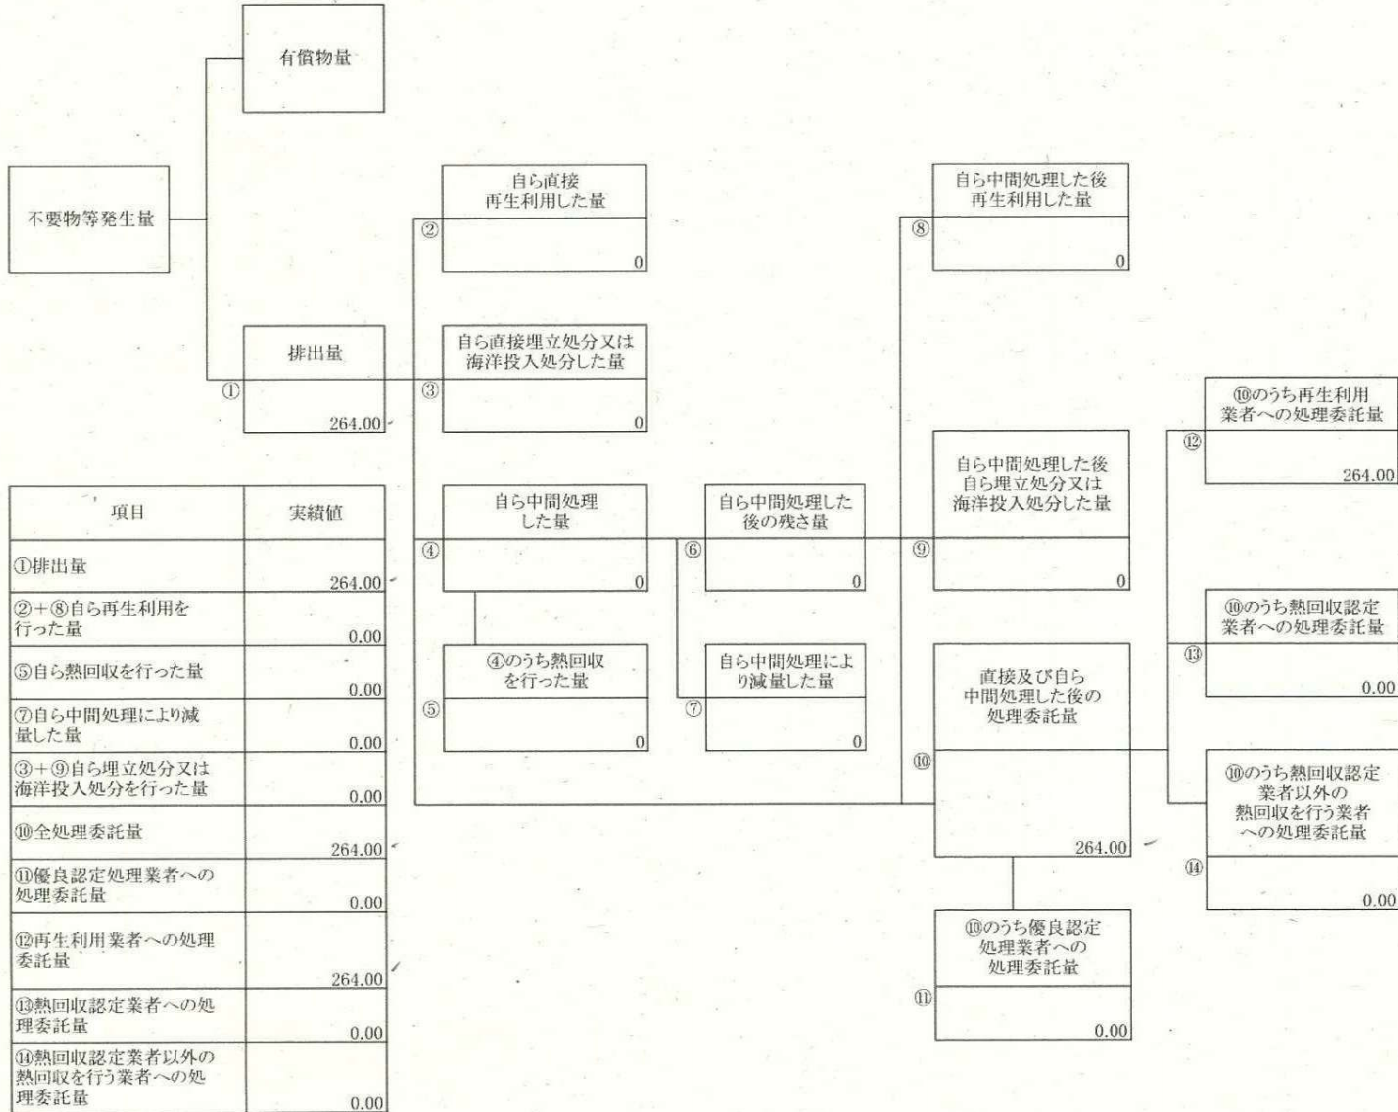 有償物量
不要物等発生量
排出量
①
264.00
自ら直接
再生利用した量
②
0
自ら直接埋立処分又は
海洋投入処分した量
③
0
自ら中間処理
した量
④
0
④のうち熱回収
を行った量
⑤
0
自ら中間処理した
後の残さ量
⑥
0
自ら中間処理によ
り減量した量
⑦
0
自ら中間処理した後
再生利用した量
⑧
0
自ら中間処理した後
自ら埋立処分又は
海洋投入処分した量
⑨
0
直接及び自ら
中間処理した後の
処理委託量
⑩
264.00
⑩のうち優良認定
処理業者への
処理委託量
⑪
0.00
⑩のうち再生利用
業者への処理委託量
⑫
264.00
⑩のうち熱回収認定
業者への処理委託量
⑬
0.00
⑩のうち熱回収認定
業者以外の
熱回収を行う業者
への処理委託量
⑭
0.00
項目 実績値
①排出量
264.00
②+⑧自ら再生利用を
行った量
0.00
⑤自ら熱回収を行った量
0.00
⑦自ら中間処理により減
量した量
0.00
③+⑨自ら埋立処分又は
海洋投入処分を行った量
0.00
⑩全処理委託量
264.00
⑪優良認定処理業者への
処理委託量
0.00
⑫再生利用業者への処理
委託量
264.00
⑬熱回収認定業者への処
理委託量
0.00
⑭熱回収認定業者以外の
熱回収を行う業者への処
理委託量
0.00